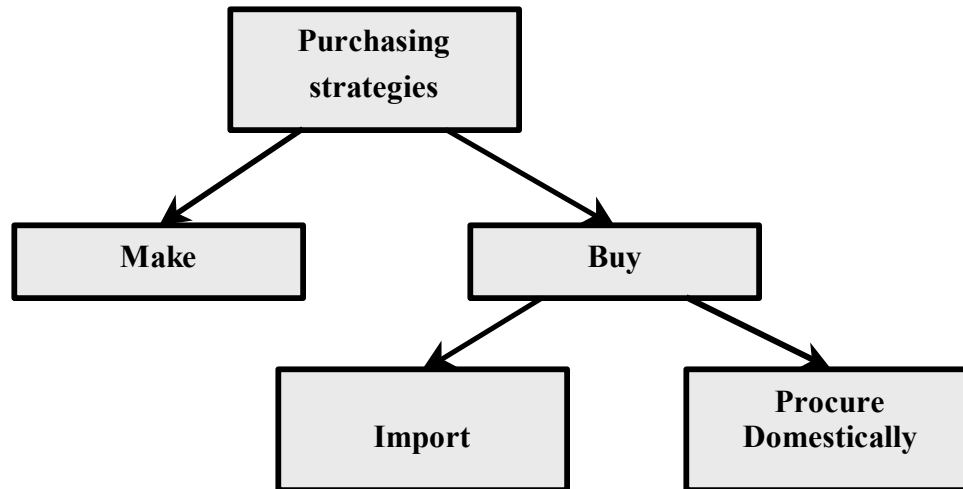 Purchasing
strategies
Make
Buy
Import
Procure
Domestically